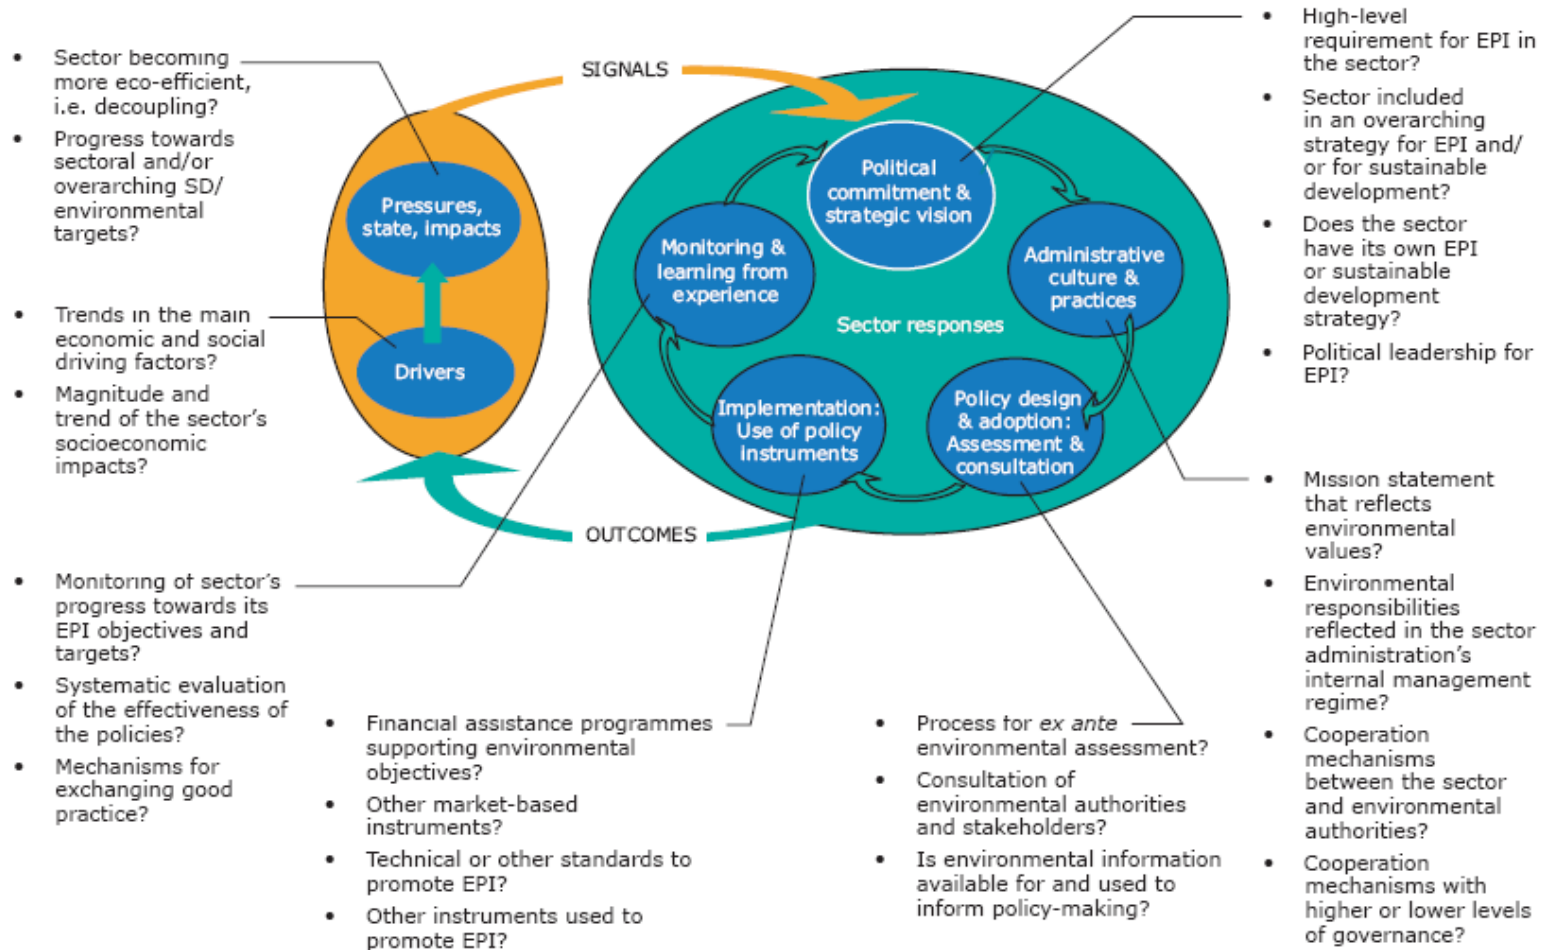 • Sector becoming
more eco-efficient,
i.e. decoupling?
• Progress towards
sectoral and/or
overarching SD/
environmental
targets?
• Trends in the main
economic and social
driving factors?
• Magnitude and
trend of the sector's
socioeconomic
impacts?
SIGNALS
Pressures,
state, impacts
Drivers
OUTCOMES
Political
commitment &
strategic vision
Administrative
culture &
practices
Policy design
& adoption:
Assessment &
consultation
Implementation:
Use of policy
instruments
Monitoring &
learning from
experience
Sector responses
• High-level
requirement for EPI in
the sector?
• Sector included
in an overarching
strategy for EPI and/
or for sustainable
development?
• Does the sector
have its own EPI
or sustainable
development
strategy?
• Political leadership for
EPI?
• Mission statement
that reflects
environmental
values?
• Environmental
responsibilities
reflected in the sector
administration's
internal management
regime?
• Cooperation
mechanisms
between the sector
and environmental
authorities?
• Cooperation
mechanisms with
higher or lower levels
of governance?
• Monitoring of sector's
progress towards its
EPI objectives and
targets?
• Systematic evaluation
of the effectiveness of
the policies?
• Mechanisms for
exchanging good
practice?
• Financial assistance programmes
supporting environmental
objectives?
• Other market-based
instruments?
• Technical or other standards to
promote EPI?
• Other instruments used to
promote EPI?
• Process for ex ante
environmental assessment?
• Consultation of
environmental authorities
and stakeholders?
• Is environmental information
available for and used to
inform policy-making?